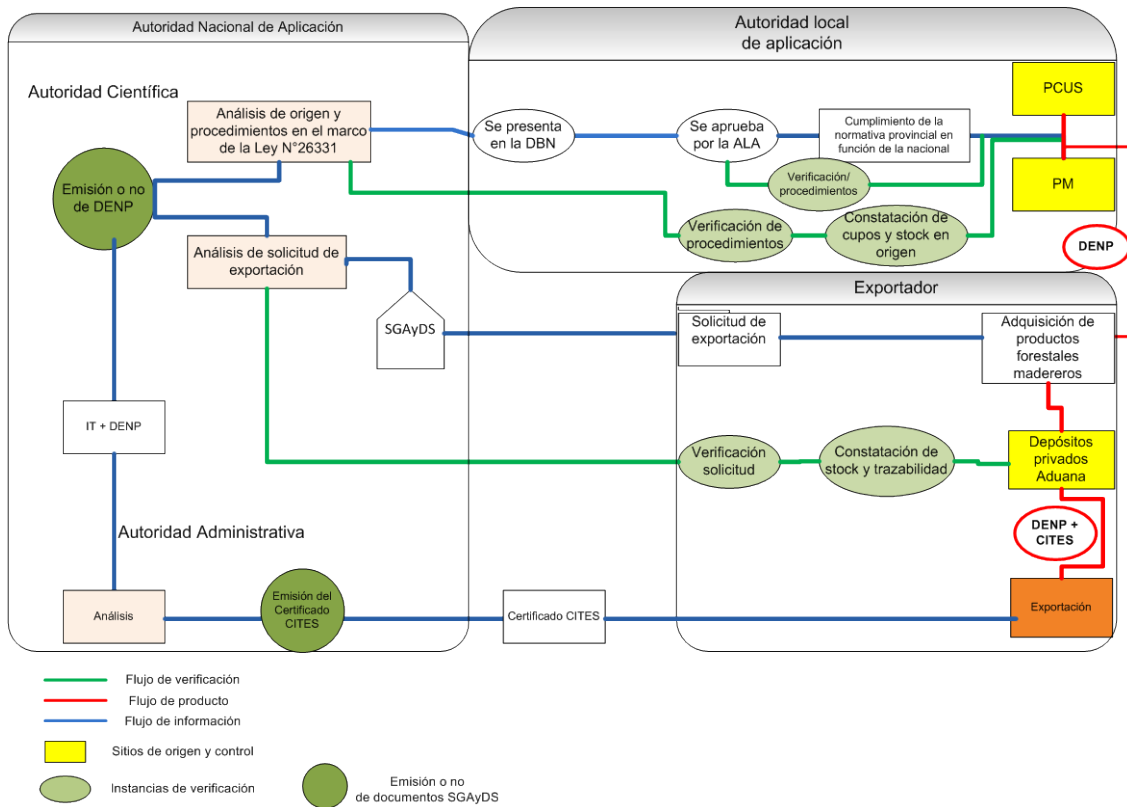 Autoridad Nacional de Aplicación
Autoridad local
de aplicación
Autoridad Científica
Análisis de origen y
procedimientos en el marco
de la Ley N°26331
Se presenta
en la DBN
Se aprueba
por la ALA
Cumplimiento de la
normativa provincial en
función de la nacional
PCUS
PM
Emisión o no
de DENP
Verificación/
procedimientos
Verificación de
procedimientos
Constatación de
cupos y stock en
origen
DENP
Análisis de solicitud de
exportación
SGAyDS
Exportador
Solicitud de
exportación
Adquisición de
productos
forestales
madereros
IT + DENP
Verificación
solicitud
Constatación de
stock y trazabilidad
Depósitos
privados
Aduana
DENP +
CITES
Autoridad Administrativa
Análisis
Emisión del
Certificado
CITES
Certificado CITES
Exportación
Flujo de verificación
Flujo de producto
Flujo de información
Sitios de origen y control
Instancias de verificación
Emisión o no
de documentos SGAyDS